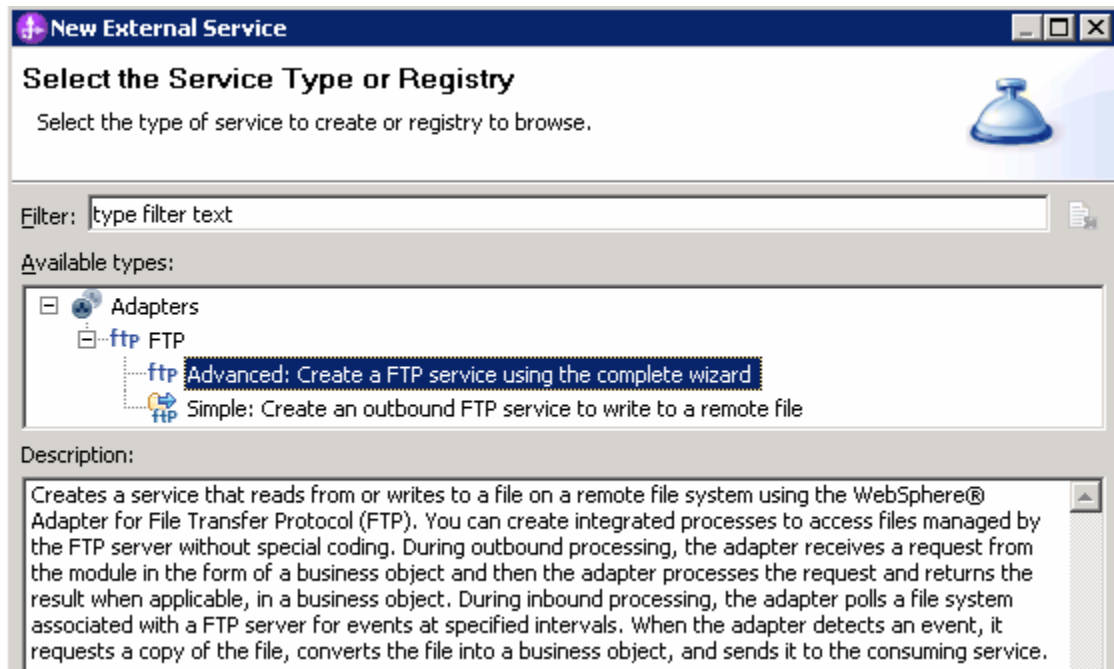 New External Service
Select the Service Type or Registry
Select the type of service to create or registry to browse.
Filter: type filter text
Available types:
Adapters
ftp FTP
ftp Advanced: Create a FTP service using the complete wizard
ftp Simple: Create an outbound FTP service to write to a remote file
Description:
Creates a service that reads from or writes to a file on a remote file system using the WebSphere®
Adapter for File Transfer Protocol (FTP). You can create integrated processes to access files managed by
the FTP server without special coding. During outbound processing, the adapter receives a request from
the module in the form of a business object and then the adapter processes the request and returns the
result when applicable, in a business object. During inbound processing, the adapter polls a file system
associated with a FTP server for events at specified intervals. When the adapter detects an event, it
requests a copy of the file, converts the file into a business object, and sends it to the consuming service.